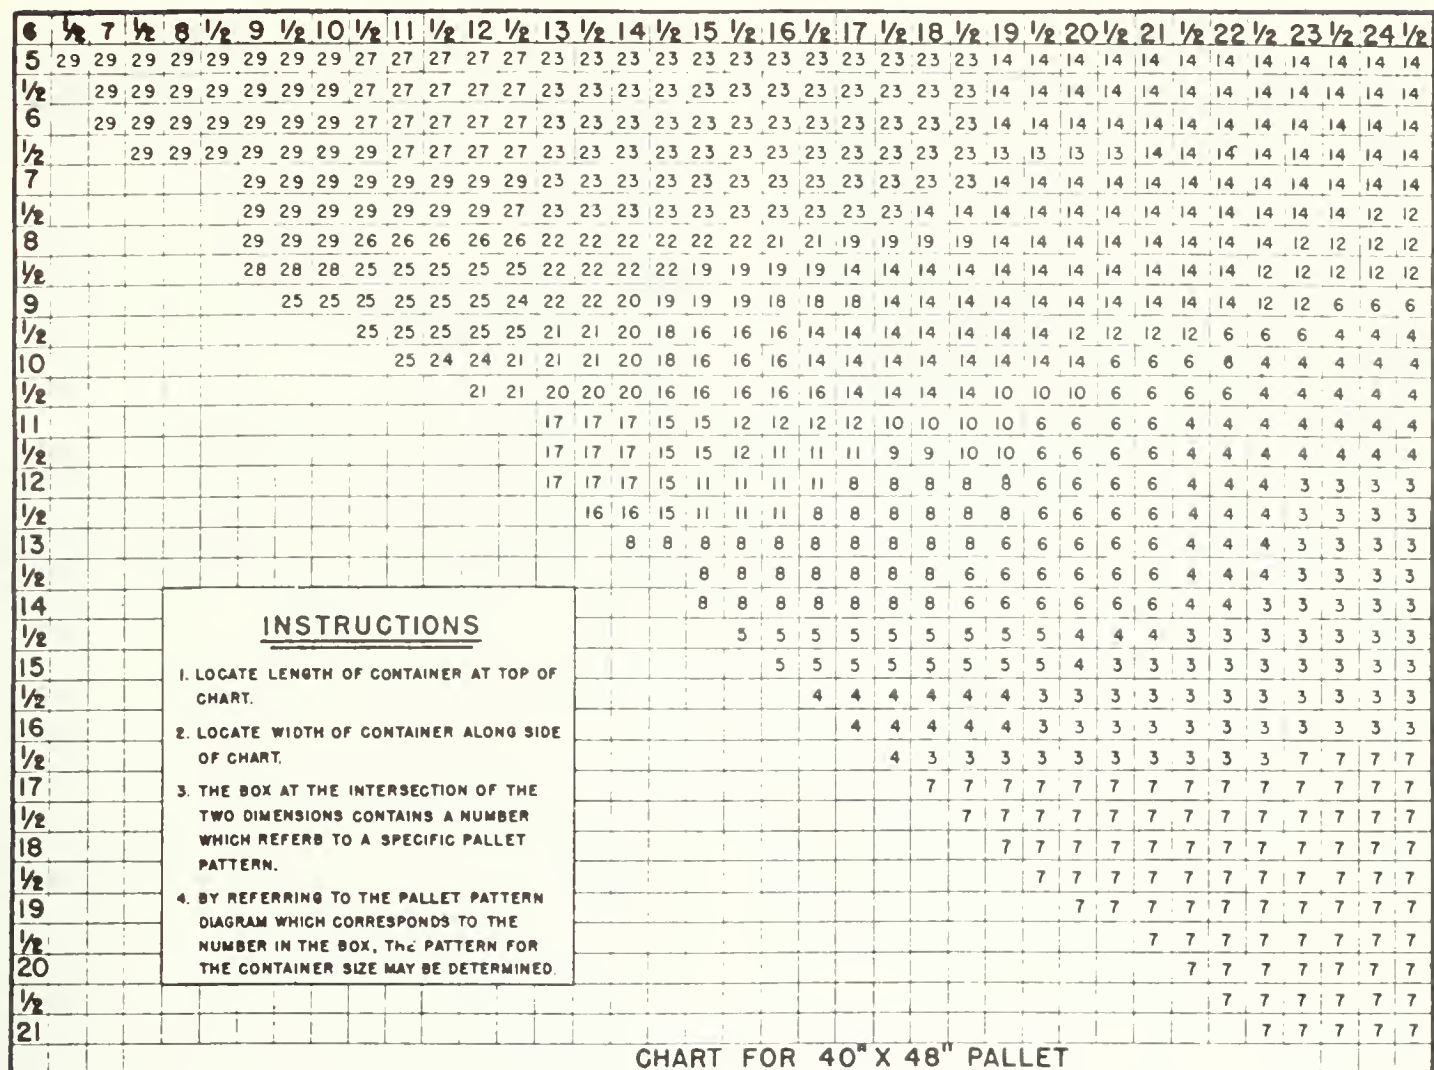 6 1/2 7 1/2 8 1/2 9 1/2 10 1/2 11 1/2 12 1/2 13 1/2 14 1/2 15 1/2 16 1/2 17 1/2 18 1/2 19 1/2 20 1/2 21 1/2 22 1/2 23 1/2 24 1/2
5 29 29 29 29 29 29 29 29 27 27 27 27 27 23 23 23 23 23 23 23 23 23 23 23 23 14 14 14 14 14 14 14 14 14 14 14 14
1/2 29 29 29 29 29 29 29 27 27 27 27 27 23 23 23 23 23 23 23 23 23 23 23 23 14 14 14 14 14 14 14 14 14 14 14 14
6 29 29 29 29 29 29 29 27 27 27 27 27 23 23 23 23 23 23 23 23 23 23 23 23 14 14 14 14 14 14 14 14 14 14 14 14
1/2 29 29 29 29 29 29 29 27 27 27 27 23 23 23 23 23 23 23 23 23 23 23 23 13 13 13 13 14 14 14 14 14 14 14 14
7 29 29 29 29 29 29 29 29 23 23 23 23 23 23 23 23 23 23 23 23 14 14 14 14 14 14 14 14 14 14 14 14
1/2 29 29 29 29 29 29 29 27 23 23 23 23 23 23 23 23 23 23 14 14 14 14 14 14 14 14 14 14 14 14 12 12
8 29 29 29 26 26 26 26 26 22 22 22 22 22 22 21 21 19 19 19 19 14 14 14 14 14 14 14 14 12 12 12 12
1/2 28 28 28 25 25 25 25 25 22 22 22 22 19 19 19 19 14 14 14 14 14 14 14 14 14 14 14 12 12 12 12 12
9 25 25 25 25 25 25 24 22 22 20 19 19 19 18 18 18 14 14 14 14 14 14 14 14 14 14 12 12 6 6 6
1/2 25 25 25 25 25 21 21 20 18 16 16 16 14 14 14 14 14 14 14 12 12 12 12 6 6 6 4 4 4
10 25 24 24 21 21 21 20 18 16 16 16 14 14 14 14 14 14 14 14 6 6 6 6 4 4 4 4 4
1/2 21 21 20 20 20 16 16 16 16 16 14 14 14 14 10 10 10 6 6 6 6 4 4 4 4 4
11 17 17 17 15 15 12 12 12 12 10 10 10 10 6 6 6 6 4 4 4 4 4 4 4
1/2 17 17 17 15 15 12 11 11 11 9 9 10 10 6 6 6 6 4 4 4 4 4 4 4
12 17 17 17 15 11 11 11 11 8 8 8 8 8 6 6 6 6 4 4 4 3 3 3 3
1/2 16 16 15 11 11 11 8 8 8 8 8 8 6 6 6 6 4 4 4 3 3 3 3
13 8 8 8 8 8 8 8 8 8 8 6 6 6 6 6 4 4 4 3 3 3 3
1/2 8 8 8 8 8 8 8 6 6 6 6 6 6 4 4 4 3 3 3 3
14 8 8 8 8 8 8 8 6 6 6 6 6 6 4 4 3 3 3 3 3
1/2 5 5 5 5 5 5 5 5 5 4 4 4 3 3 3 3 3 3 3
15 5 5 5 5 5 5 5 5 4 3 3 3 3 3 3 3 3 3
1/2 4 4 4 4 4 4 3 3 3 3 3 3 3 3 3 3 3
16 4 4 4 4 4 3 3 3 3 3 3 3 3 3 3 3
1/2 4 3 3 3 3 3 3 3 3 3 3 7 7 7 7
17 7 7 7 7 7 7 7 7 7 7 7 7 7 7
1/2 7 7 7 7 7 7 7 7 7 7 7 7 7
18 7 7 7 7 7 7 7 7 7 7 7 7
1/2 7 7 7 7 7 7 7 7 7 7 7
19 7 7 7 7 7 7 7 7 7 7
1/2 7 7 7 7 7 7 7 7
20 7 7 7 7 7 7 7
1/2 7 7 7 7 7 7
21 7 7 7 7 7
INSTRUCTIONS
1. LOCATE LENGTH OF CONTAINER AT TOP OF
CHART.
2. LOCATE WIDTH OF CONTAINER ALONG SIDE
OF CHART.
3. THE BOX AT THE INTERSECTION OF THE
TWO DIMENSIONS CONTAINS A NUMBER
WHICH REFERB TO A SPECIFIC PALLET
PATTERN.
4. BY REFERRING TO THE PALLET PATTERN
DIAGRAM WHICH CORRESPONDS TO THE
NUMBER IN THE BOX, THE PATTERN FOR
THE CONTAINER SIZE MAY BE DETERMINED.
CHART FOR 40" X 48" PALLET